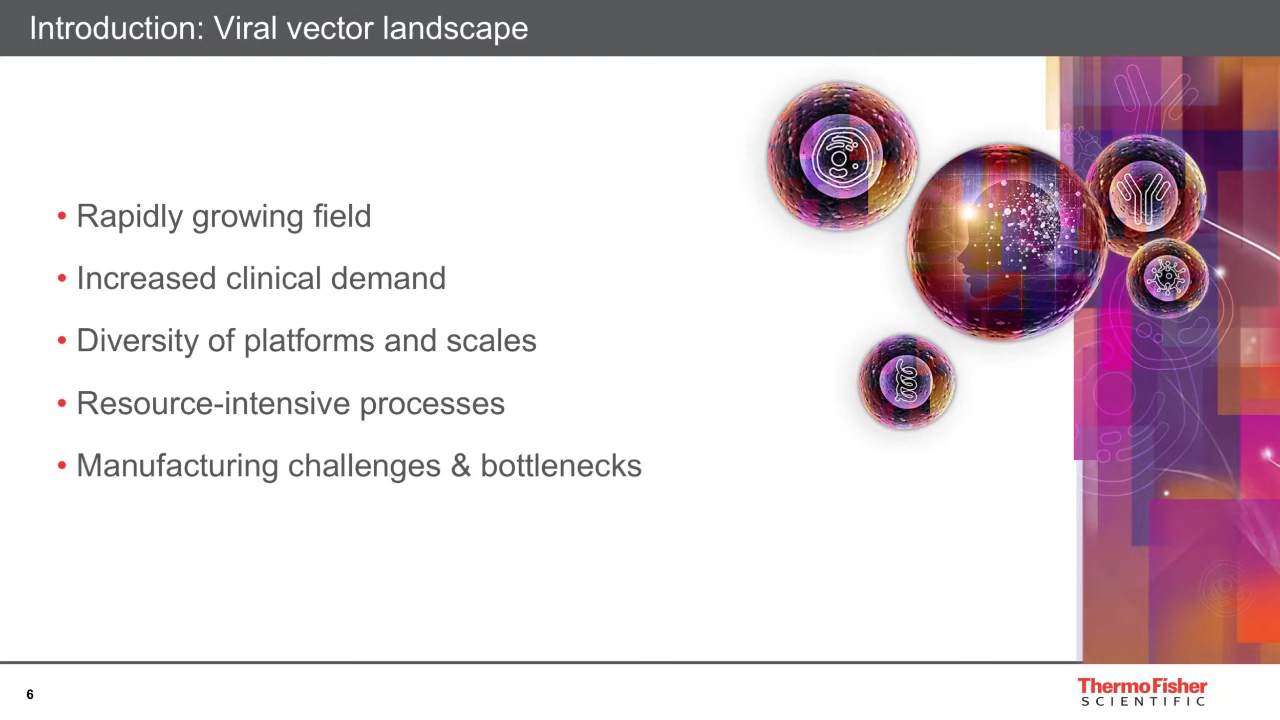 Introduction: Viral vector landscape
• Rapidly growing field
• Increased clinical demand
• Diversity of platforms and scales
• Resource-intensive processes
• Manufacturing challenges & bottlenecks
6
ThermoFisher
SCIENTIFIC